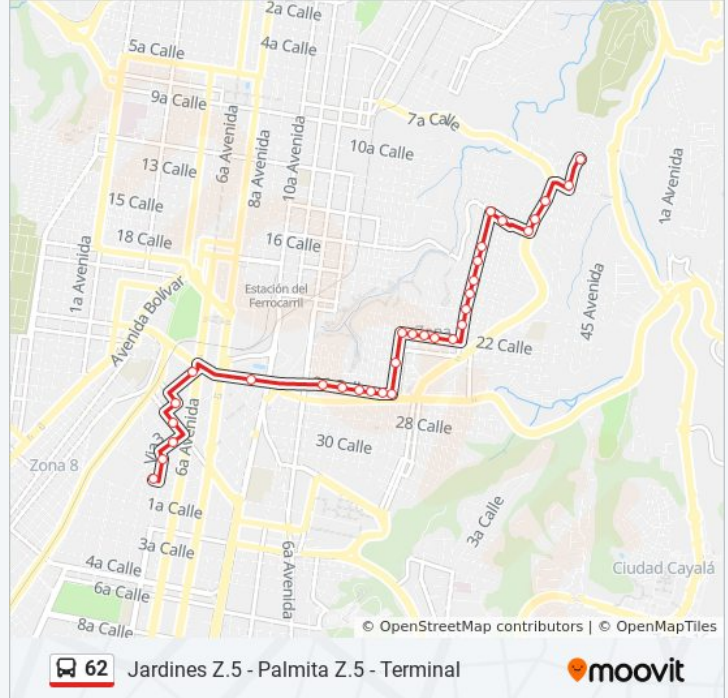 2a Calle
4a Calle
5a Calle
9a Calle
7a Calle
6a Avenida
8a Avenida
10a Avenida
10a Calle
13 Calle
1a Avenida
15 Calle
18 Calle
16 Calle
1a Avenida
Avenida Bolívar
Estación del
Ferrocarril
45 Avenida
Zona
22 Calle
28 Calle
6a Avenida
Vía 3
30 Calle
Zona 8
1a Calle
3a Calle
3a Calle
6a Avenida
4a Calle
6a Calle
8a Calle
Ciudad Cayalá
© OpenStreetMap contributors | © OpenMapTiles
62 Jardines Z.5 - Palmita Z.5 - Terminal
moovit